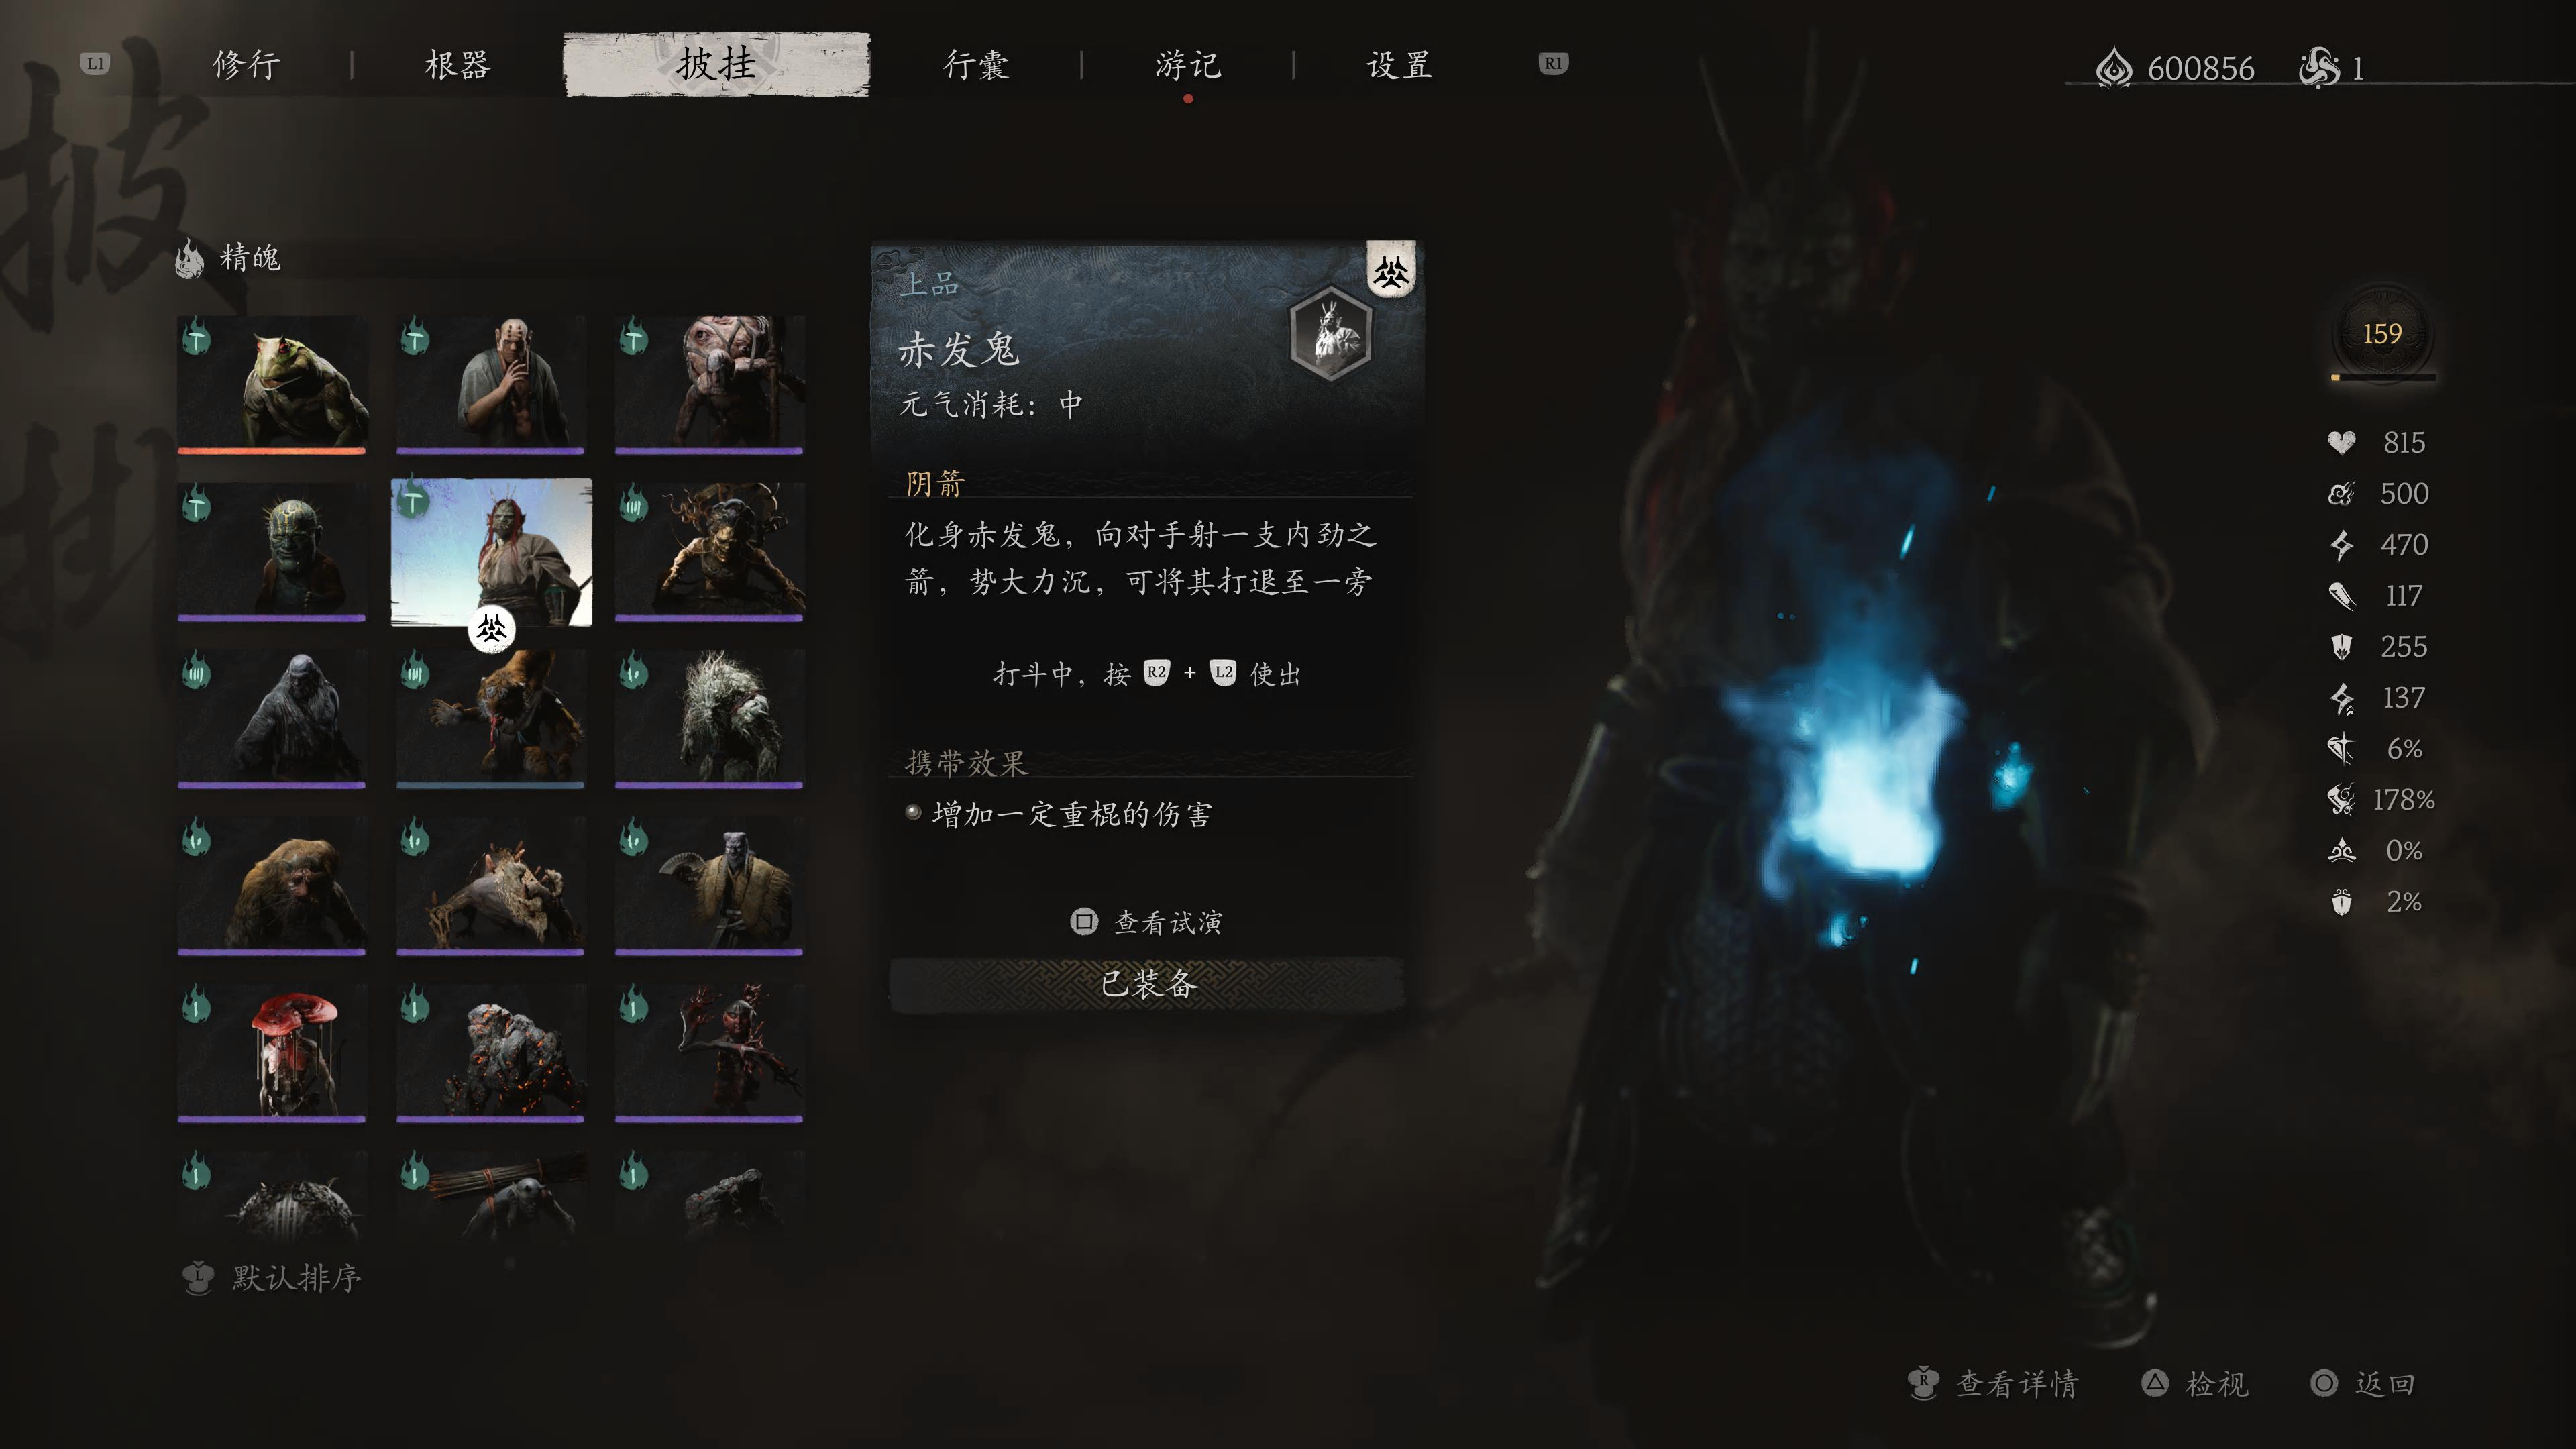 L1
修行
根器
披挂
行囊
游记
设置
R1
600856
1
披挂
精魄
上品
赤发鬼
元气消耗：中
阴箭
化身赤发鬼，向对手射一支内劲之
箭，势大力沉，可将其打退至一旁
打斗中，按 R2 + L2 使出
携带效果
增加一定重棍的伤害
查看试演
已装备
159
815
500
470
117
255
137
6%
178%
0%
2%
L 默认排序
R 查看详情
检视
返回